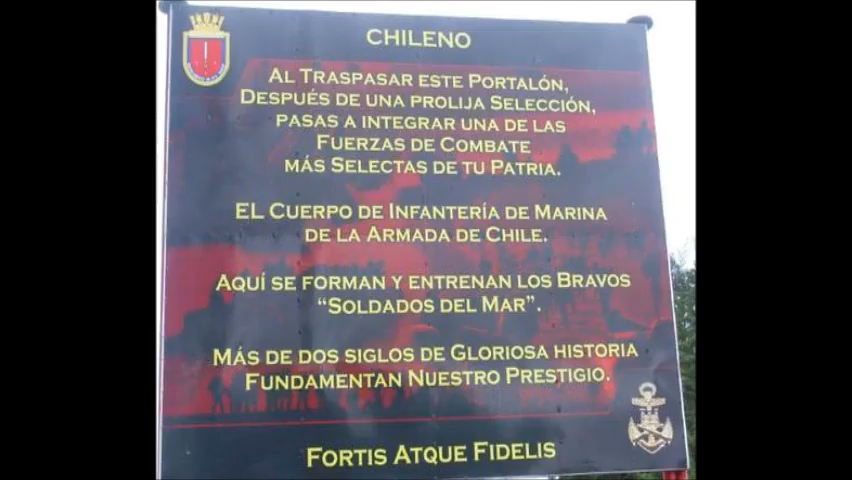 CHILENO
AL TRASPASAR ESTE PORTALÓN,
DESPUÉS DE UNA PROLIJA SELECCIÓN,
PASAS A INTEGRAR UNA DE LAS
FUERZAS DE COMBATE
MÁS SELECTAS DE TU PATRIA.
EL CUERPO DE INFANTERÍA DE MARINA
DE LA ARMADA DE CHILE.
AQUÍ SE FORMAN Y ENTRENAN LOS BRAVOS
“SOLDADOS DEL MAR”.
MÁS DE DOS SIGLOS DE GLORIOSA HISTORIA
FUNDAMENTAN NUESTRO PRESTIGIO.
FORTIS ATQUE FIDELIS